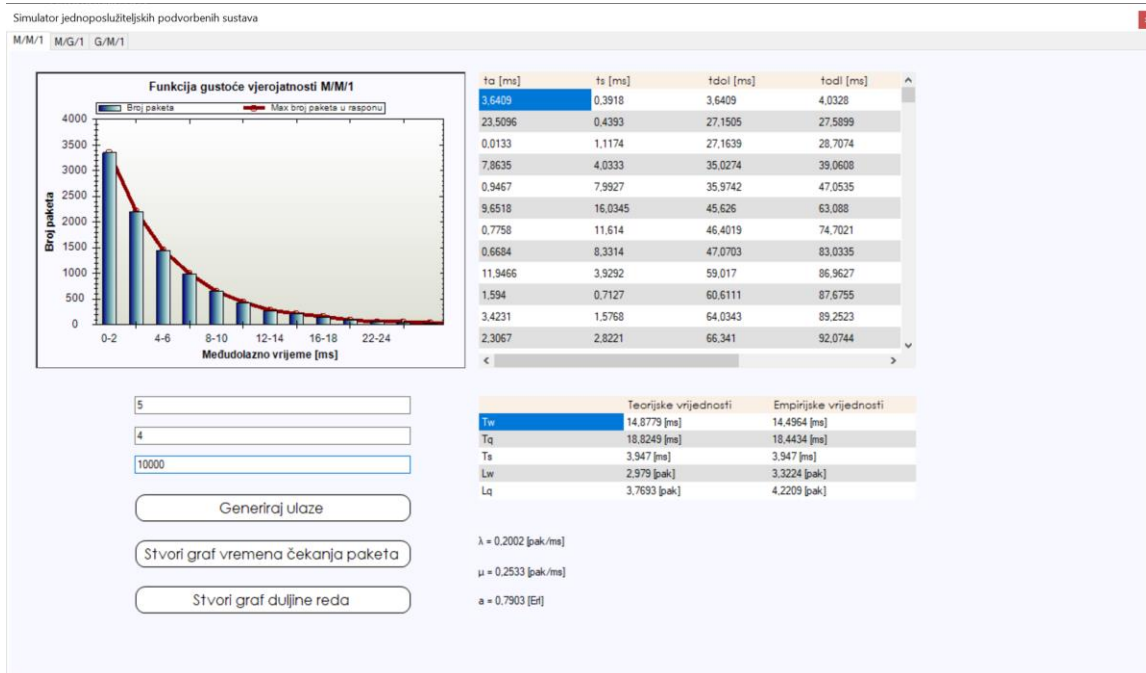 Simulator jednoposlužiteljskih podvorbenih sustava
M/M/1 M/G/1 G/M/1
Funkcija gustoće vjerojatnosti M/M/1
Broj paketa Max broj paketa u rasponu
4000
3500
3000
2500
2000
1500
1000
500
0
Broj paketa
0-2 4-6 8-10 12-14 16-18 22-24
Međudolazno vrijeme [ms]
ta [ms] ts [ms] tdol [ms] todl [ms]
3,6409 0,3918 3,6409 4,0328
23,5096 0,4393 27,1505 27,5899
0,0133 1,1174 27,1639 28,7074
7,8635 4,0333 35,0274 39,0608
0,9467 7,9927 35,9742 47,0535
9,6518 16,0345 45,626 63,088
0,7758 11,614 46,4019 74,7021
0,6684 8,3314 47,0703 83,0335
11,9466 3,9292 59,017 86,9627
1,594 0,7127 60,6111 87,6755
3,4231 1,5768 64,0343 89,2523
2,3067 2,8221 66,341 92,0744
5
4
10000
Generiraj ulaze
Stvori graf vremena čekanja paketa
Stvori graf duljine reda
Teorijske vrijednosti Empirijske vrijednosti
Tw 14,8779 [ms] 14,4964 [ms]
Tq 18,8249 [ms] 18,4434 [ms]
Ts 3,947 [ms] 3,947 [ms]
Lw 2,979 [pak] 3,3224 [pak]
Lq 3,7693 [pak] 4,2209 [pak]
λ = 0,2002 [pak/ms]
μ = 0,2533 [pak/ms]
a = 0,7903 [Erl]